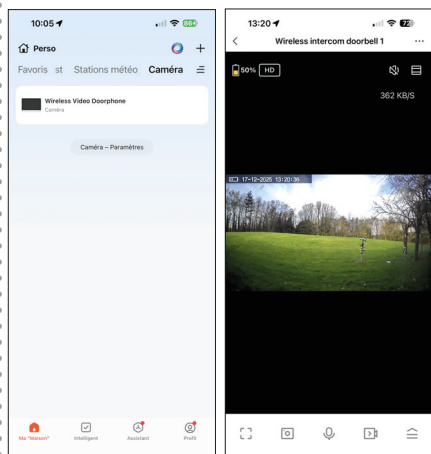 10:05
66
Perso
Favoris st Stations météo Caméra
Wireless Video Doorphone
Caméra
Caméra – Paramètres
Ma "Maison" Intelligent Assistant Profil
13:20
72
Wireless intercom doorbell 1
50% HD
362 KB/S
17-12-2025 13:20:36